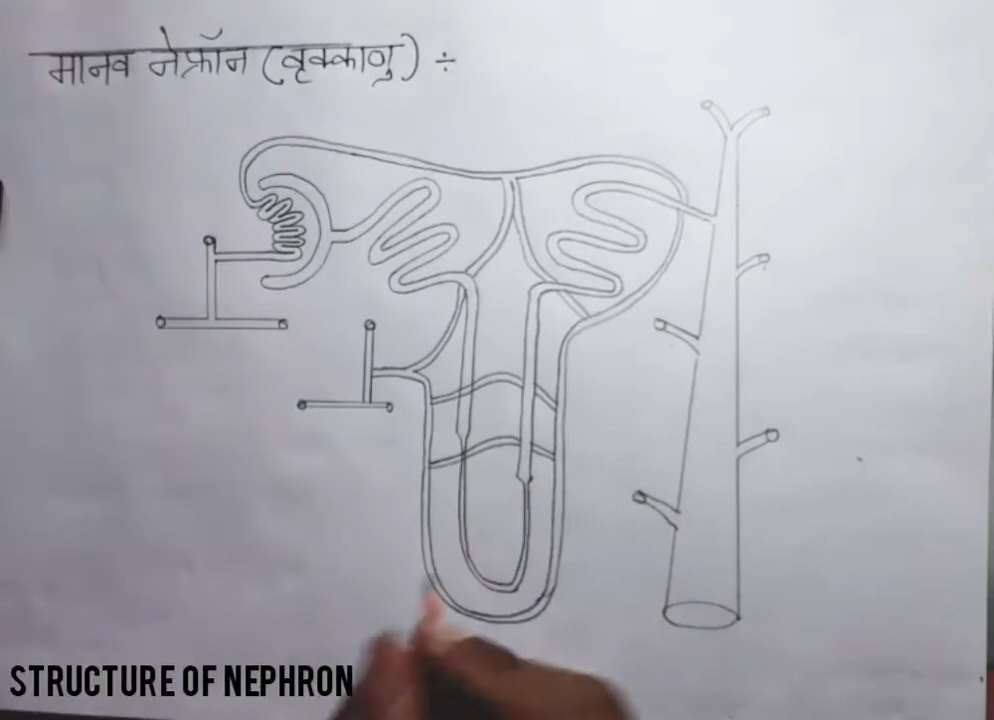 मानव नेफ्रॉन (वृक्काणु) ÷
STRUCTURE OF NEPHRON